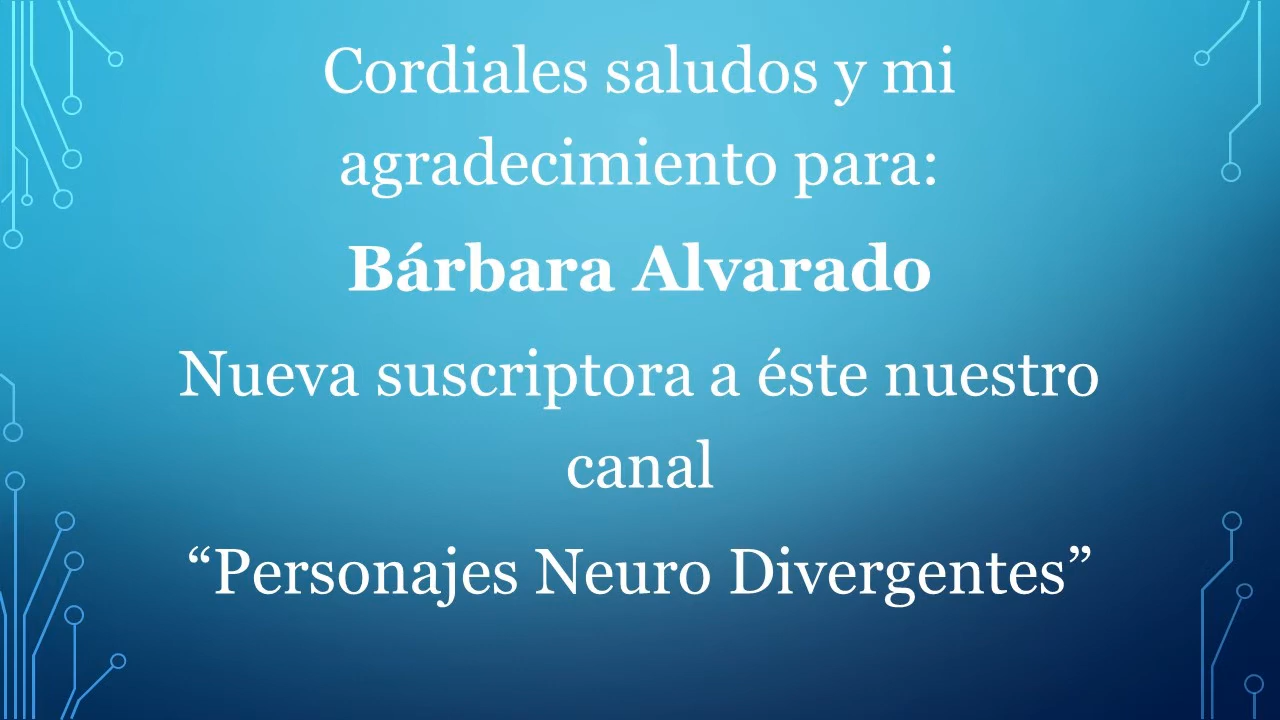 Cordiales saludos y mi
agradecimiento para:
Bárbara Alvarado
Nueva suscriptora a éste nuestro
canal
“Personajes Neuro Divergentes”